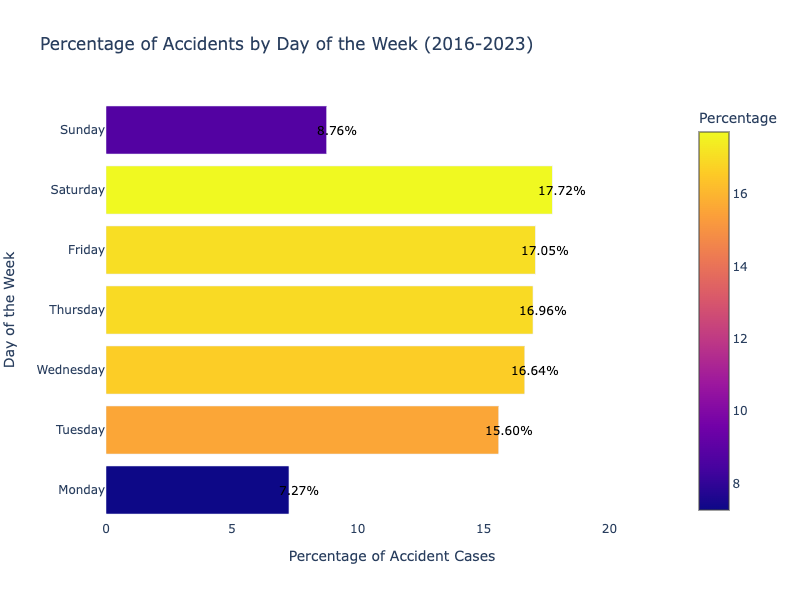 Percentage of Accidents by Day of the Week (2016-2023)
Percentage
Sunday
8.76%
Saturday
17.72%
Friday
17.05%
Thursday
16.96%
Wednesday
16.64%
Tuesday
15.60%
Monday
7.27%
Day of the Week
0
5
10
15
20
Percentage of Accident Cases
16
14
12
10
8